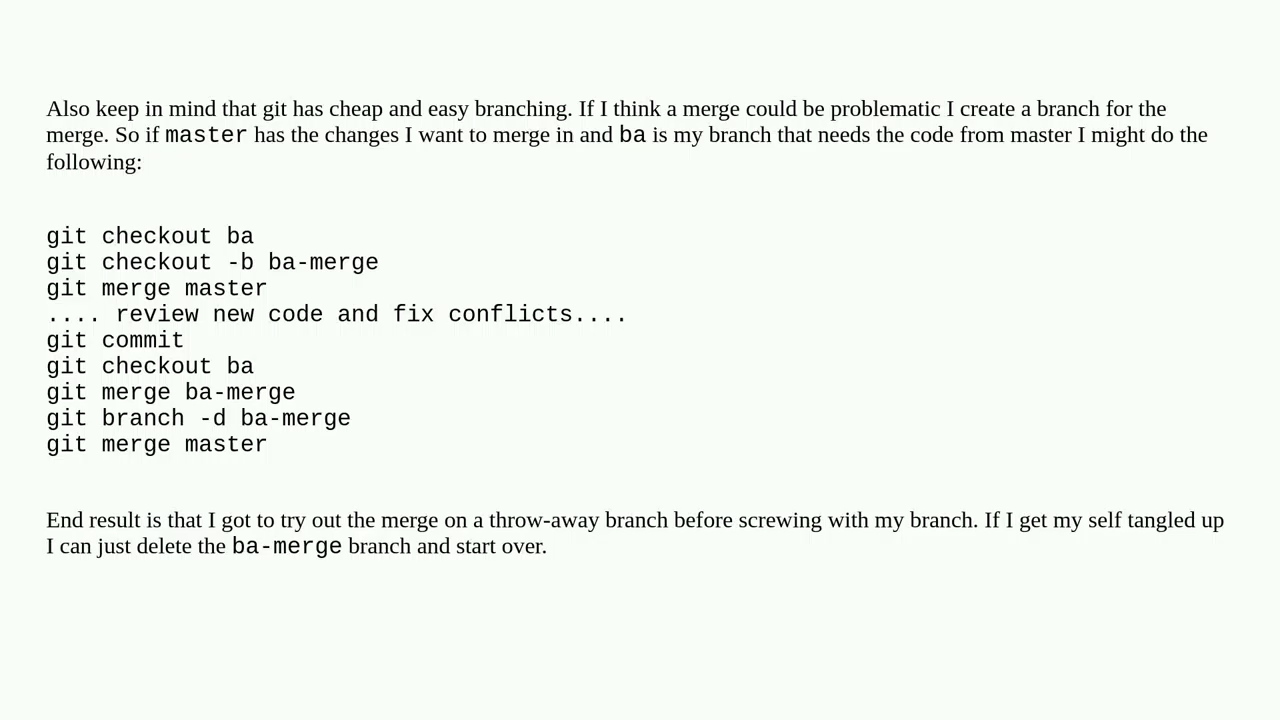 Also keep in mind that git has cheap and easy branching. If I think a merge could be problematic I create a branch for the
merge. So if master has the changes I want to merge in and ba is my branch that needs the code from master I might do the
following:
git checkout ba
git checkout -b ba-merge
git merge master
.... review new code and fix conflicts....
git commit
git checkout ba
git merge ba-merge
git branch -d ba-merge
git merge master
End result is that I got to try out the merge on a throw-away branch before screwing with my branch. If I get my self tangled up
I can just delete the ba-merge branch and start over.